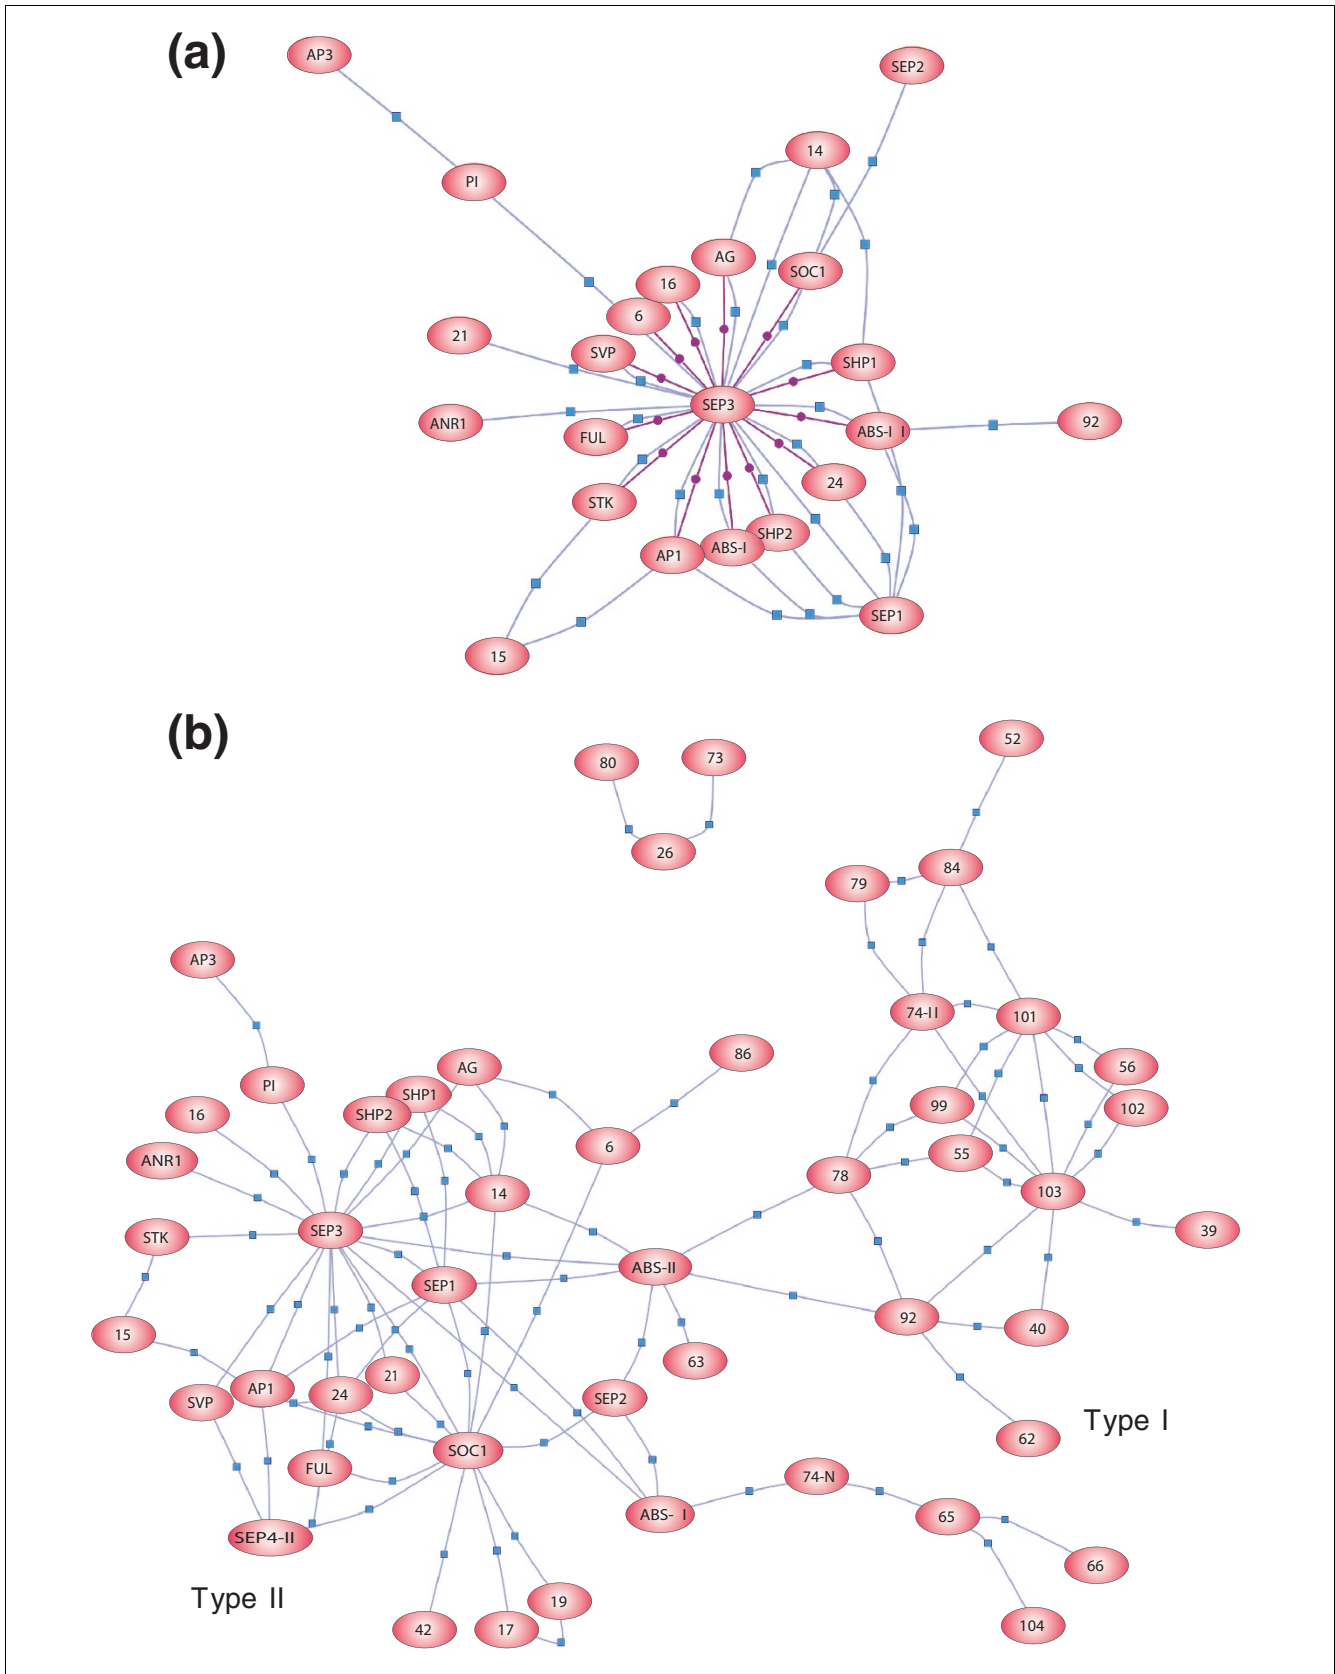 (a)
AP3
SEP2
14
PI
AG
SOC1
16
6
21
SVP
SHP1
SEP3
ANR1
FUL
ABS-I I
92
24
STK
SHP2
AP1
ABS-I
SEP1
15
(b)
52
80
73
26
84
79
AP3
74-II
101
86
AG
56
PI
SHP1
99
102
16
SHP2
6
ANR1
55
78
14
103
STK
SEP3
39
ABS-II
SEP1
92
40
15
63
21
AP1
24
SVP
SEP2
Type I
62
SOC1
FUL
74-N
ABS- I
65
SEP4-II
66
Type II
19
42
17
104